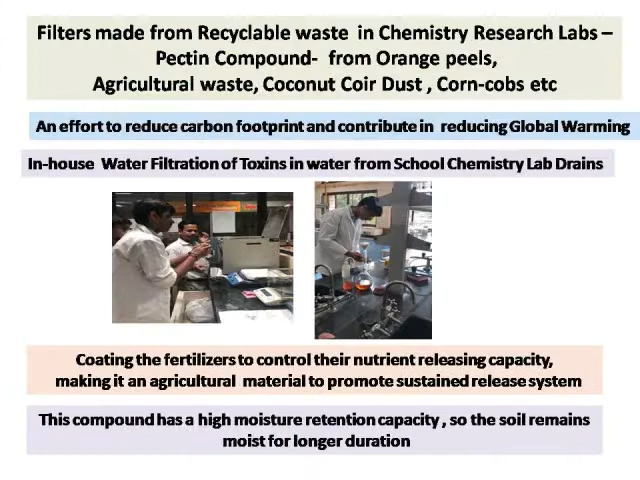 Filters made from Recyclable waste in Chemistry Research Labs –
Pectin Compound- from Orange peels,
Agricultural waste, Coconut Coir Dust , Corn-cobs etc
An effort to reduce carbon footprint and contribute in reducing Global Warming
In-house Water Filtration of Toxins in water from School Chemistry Lab Drains
Coating the fertilizers to control their nutrient releasing capacity,
making it an agricultural material to promote sustained release system
This compound has a high moisture retention capacity , so the soil remains
moist for longer duration